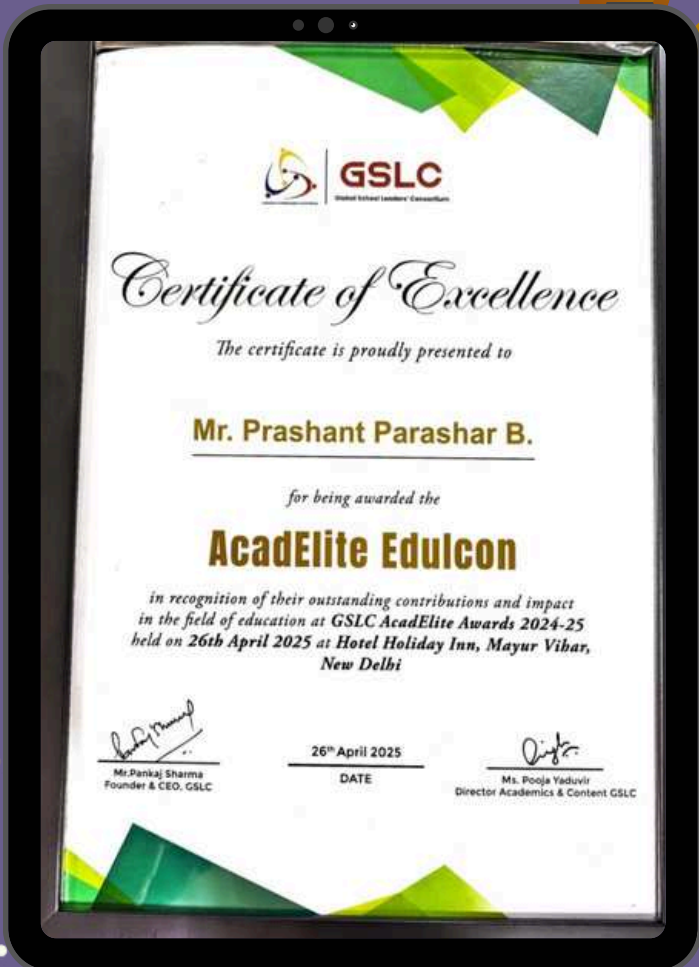 GSLC
Global School Leaders' Consortium
Certificate of Excellence
The certificate is proudly presented to
Mr. Prashant Parashar B.
for being awarded the
AcadElite EduIcon
in recognition of their outstanding contributions and impact
in the field of education at GSLC AcadElite Awards 2024-25
held on 26th April 2025 at Hotel Holiday Inn, Mayur Vihar,
New Delhi
Mr.Pankaj Sharma
Founder & CEO, GSLC
26th April 2025
DATE
Ms. Pooja Yaduvir
Director Academics & Content GSLC